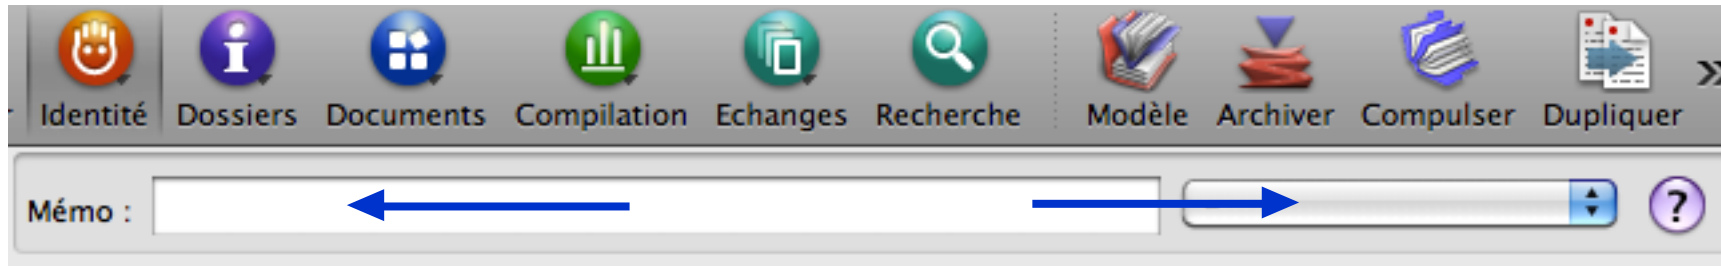 Identité Dossiers Documents Compilation Echanges Recherche Modèle Archiver Compulser Dupliquer »
Mémo : ?